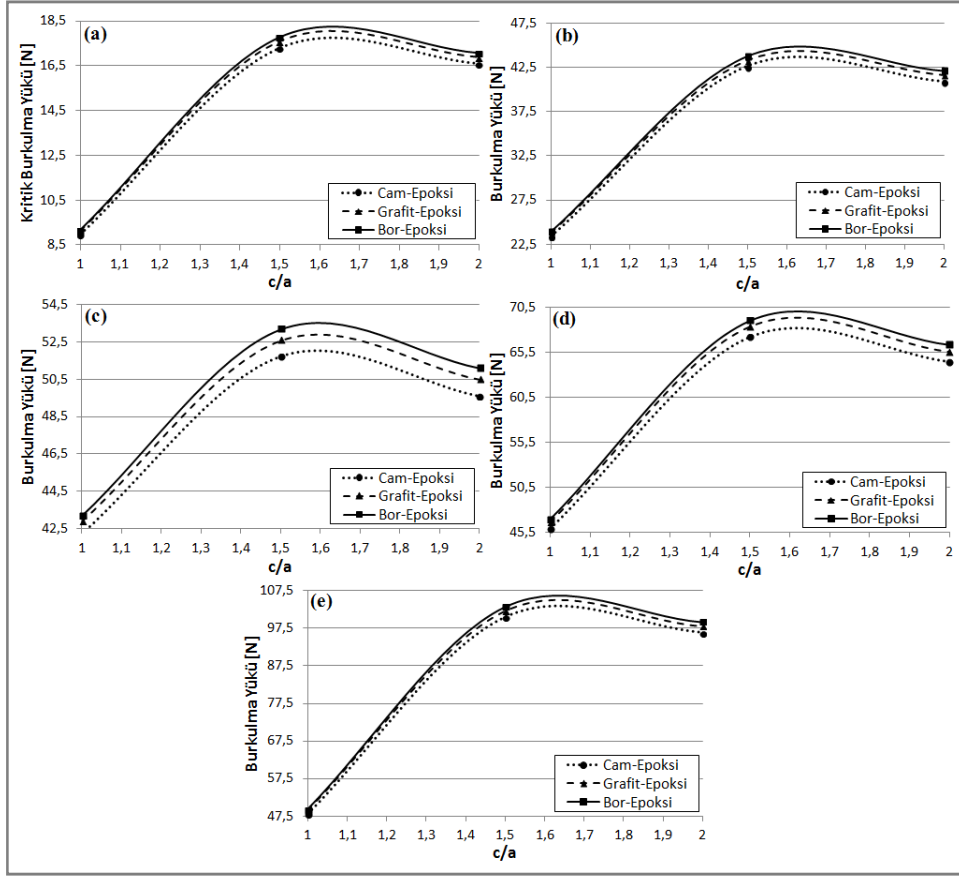 (a)
Kritik Burkulma Yükü [N]
18,5
16,5
14,5
12,5
10,5
8,5
Cam-Epoksi
Grafit-Epoksi
Bor-Epoksi
1 1,1 1,2 1,3 1,4 1,5 1,6 1,7 1,8 1,9 2
c/a
(b)
Burkulma Yükü [N]
47,5
42,5
37,5
32,5
27,5
22,5
Cam-Epoksi
Grafit-Epoksi
Bor-Epoksi
1 1,1 1,2 1,3 1,4 1,5 1,6 1,7 1,8 1,9 2
c/a
(c)
Burkulma Yükü [N]
54,5
52,5
50,5
48,5
46,5
44,5
42,5
Cam-Epoksi
Grafit-Epoksi
Bor-Epoksi
1 1,1 1,2 1,3 1,4 1,5 1,6 1,7 1,8 1,9 2
c/a
(d)
Burkulma Yükü [N]
70,5
65,5
60,5
55,5
50,5
45,5
Cam-Epoksi
Grafit-Epoksi
Bor-Epoksi
1 1,1 1,2 1,3 1,4 1,5 1,6 1,7 1,8 1,9 2
c/a
(e)
Burkulma Yükü [N]
107,5
97,5
87,5
77,5
67,5
57,5
47,5
Cam-Epoksi
Grafit-Epoksi
Bor-Epoksi
1 1,1 1,2 1,3 1,4 1,5 1,6 1,7 1,8 1,9 2
c/a